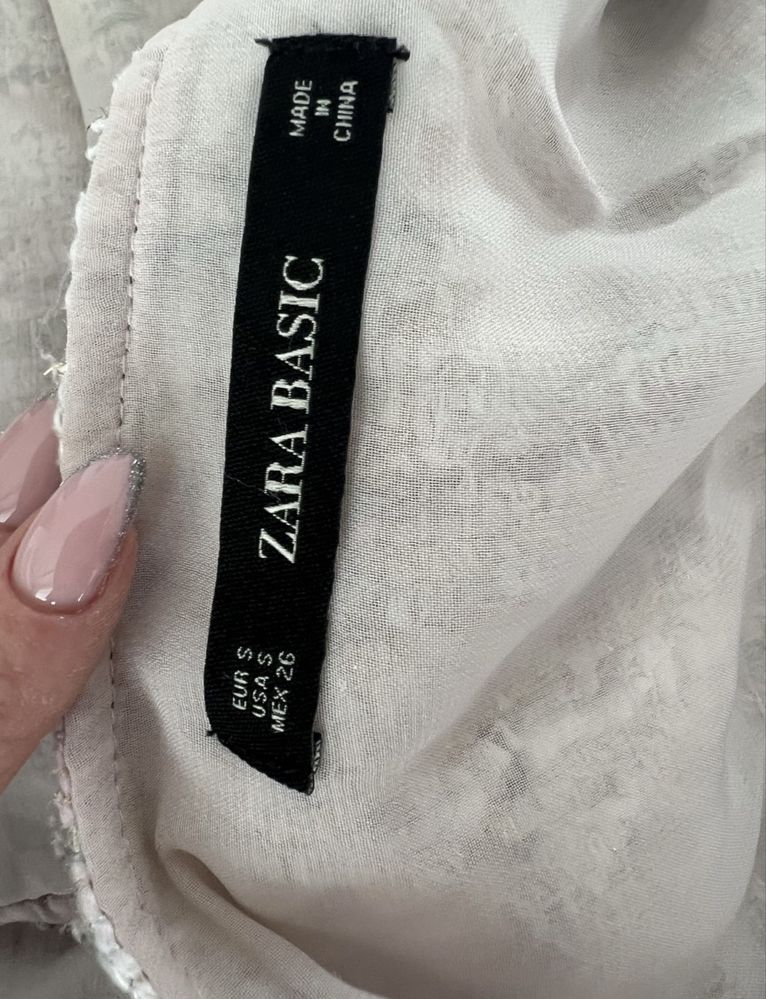 MADE
IN
CHINA
ZARA BASIC
EUR S
USA S
MEX 26